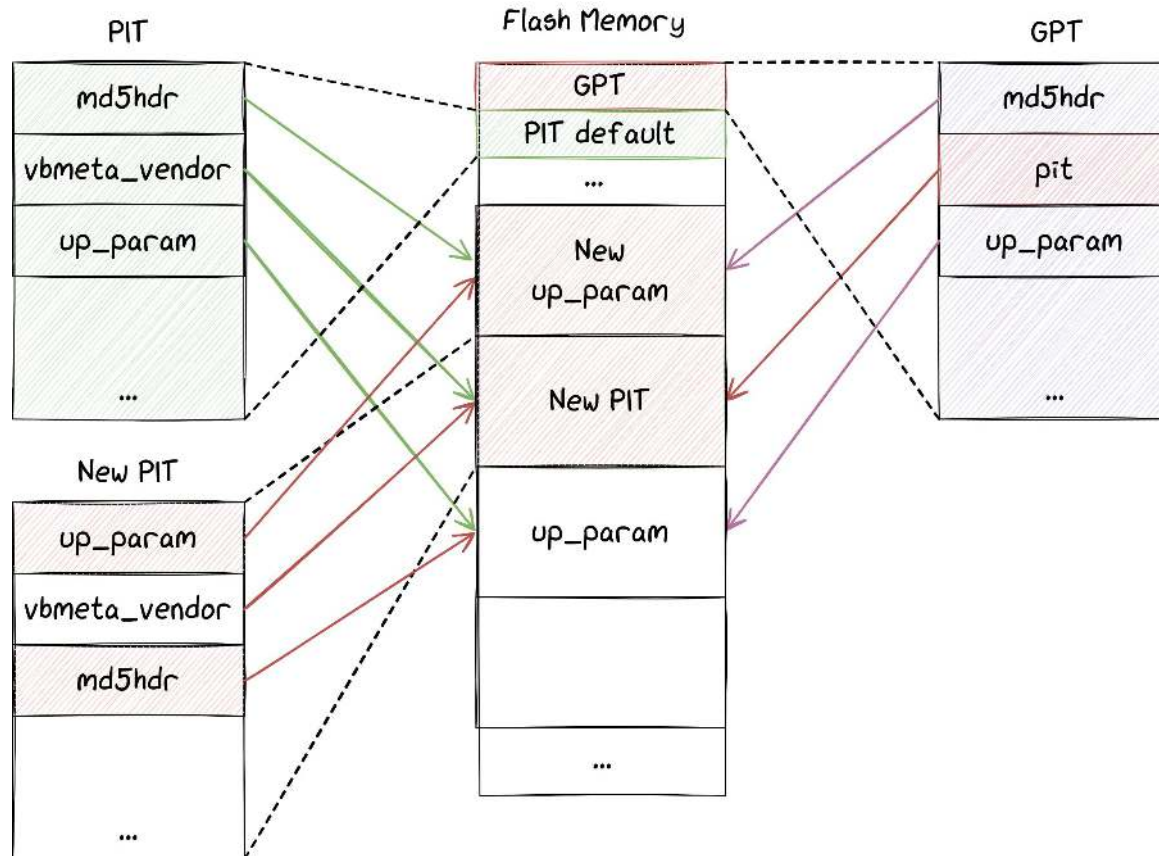 PIT
md5hdr
vbmeta_vendor
up_param
...
New PIT
up_param
vbmeta_vendor
md5hdr
...
Flash Memory
GPT
PIT default
...
New
up_param
New PIT
up_param
...
GPT
md5hdr
pit
up_param
...